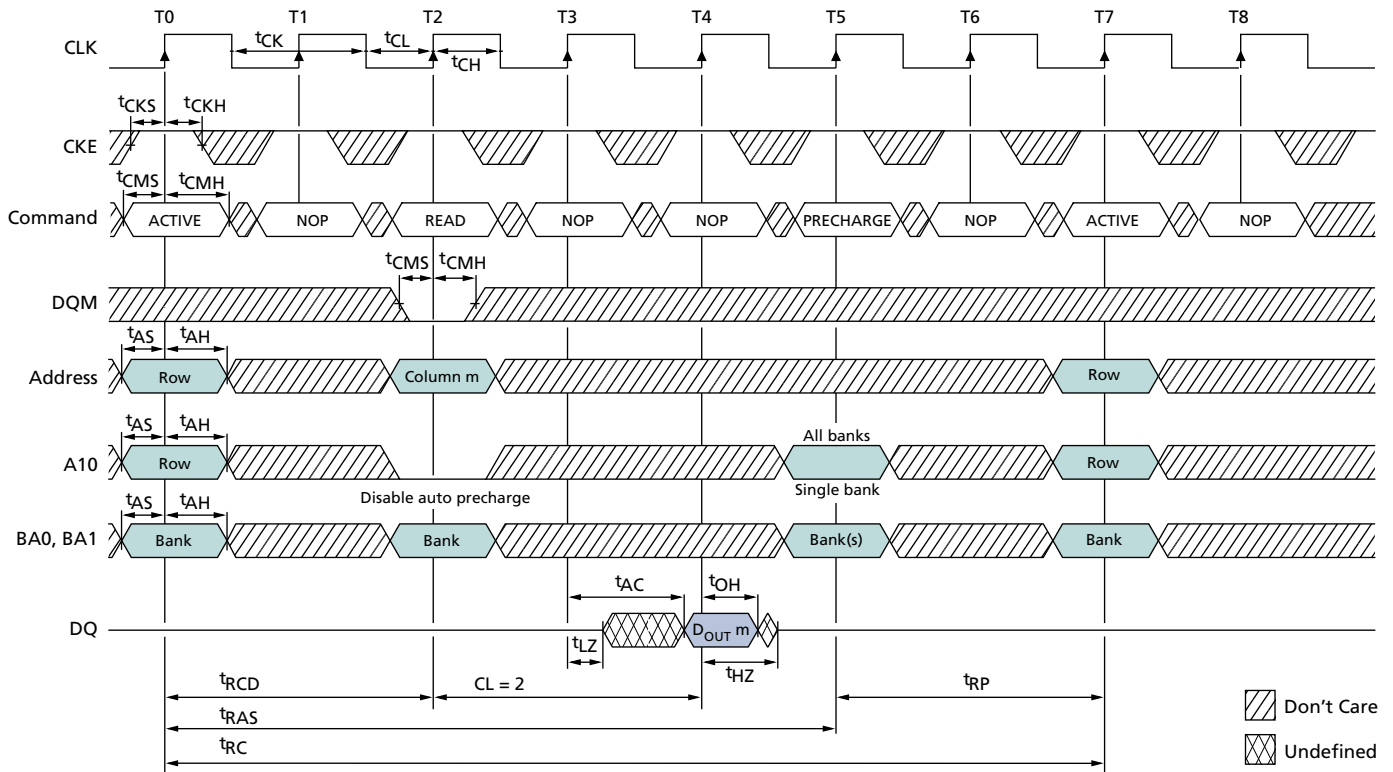 T0 T1 T2 T3 T4 T5 T6 T7 T8
CLK tCK tCL tCH
tCKS tCKH
CKE
tCMS tCMH
Command ACTIVE NOP READ NOP NOP PRECHARGE NOP ACTIVE NOP
tCMS tCMH
DQM
tAS tAH
Address Row Column m Row
tAS tAH All banks
A10 Row Row
Disable auto precharge Single bank
tAS tAH
BA0, BA1 Bank Bank Bank(s) Bank
tAC tOH
DQ DOUT m
tLZ tHZ
tRCD CL = 2 tRP
Don't Care
tRAS
tRC Undefined